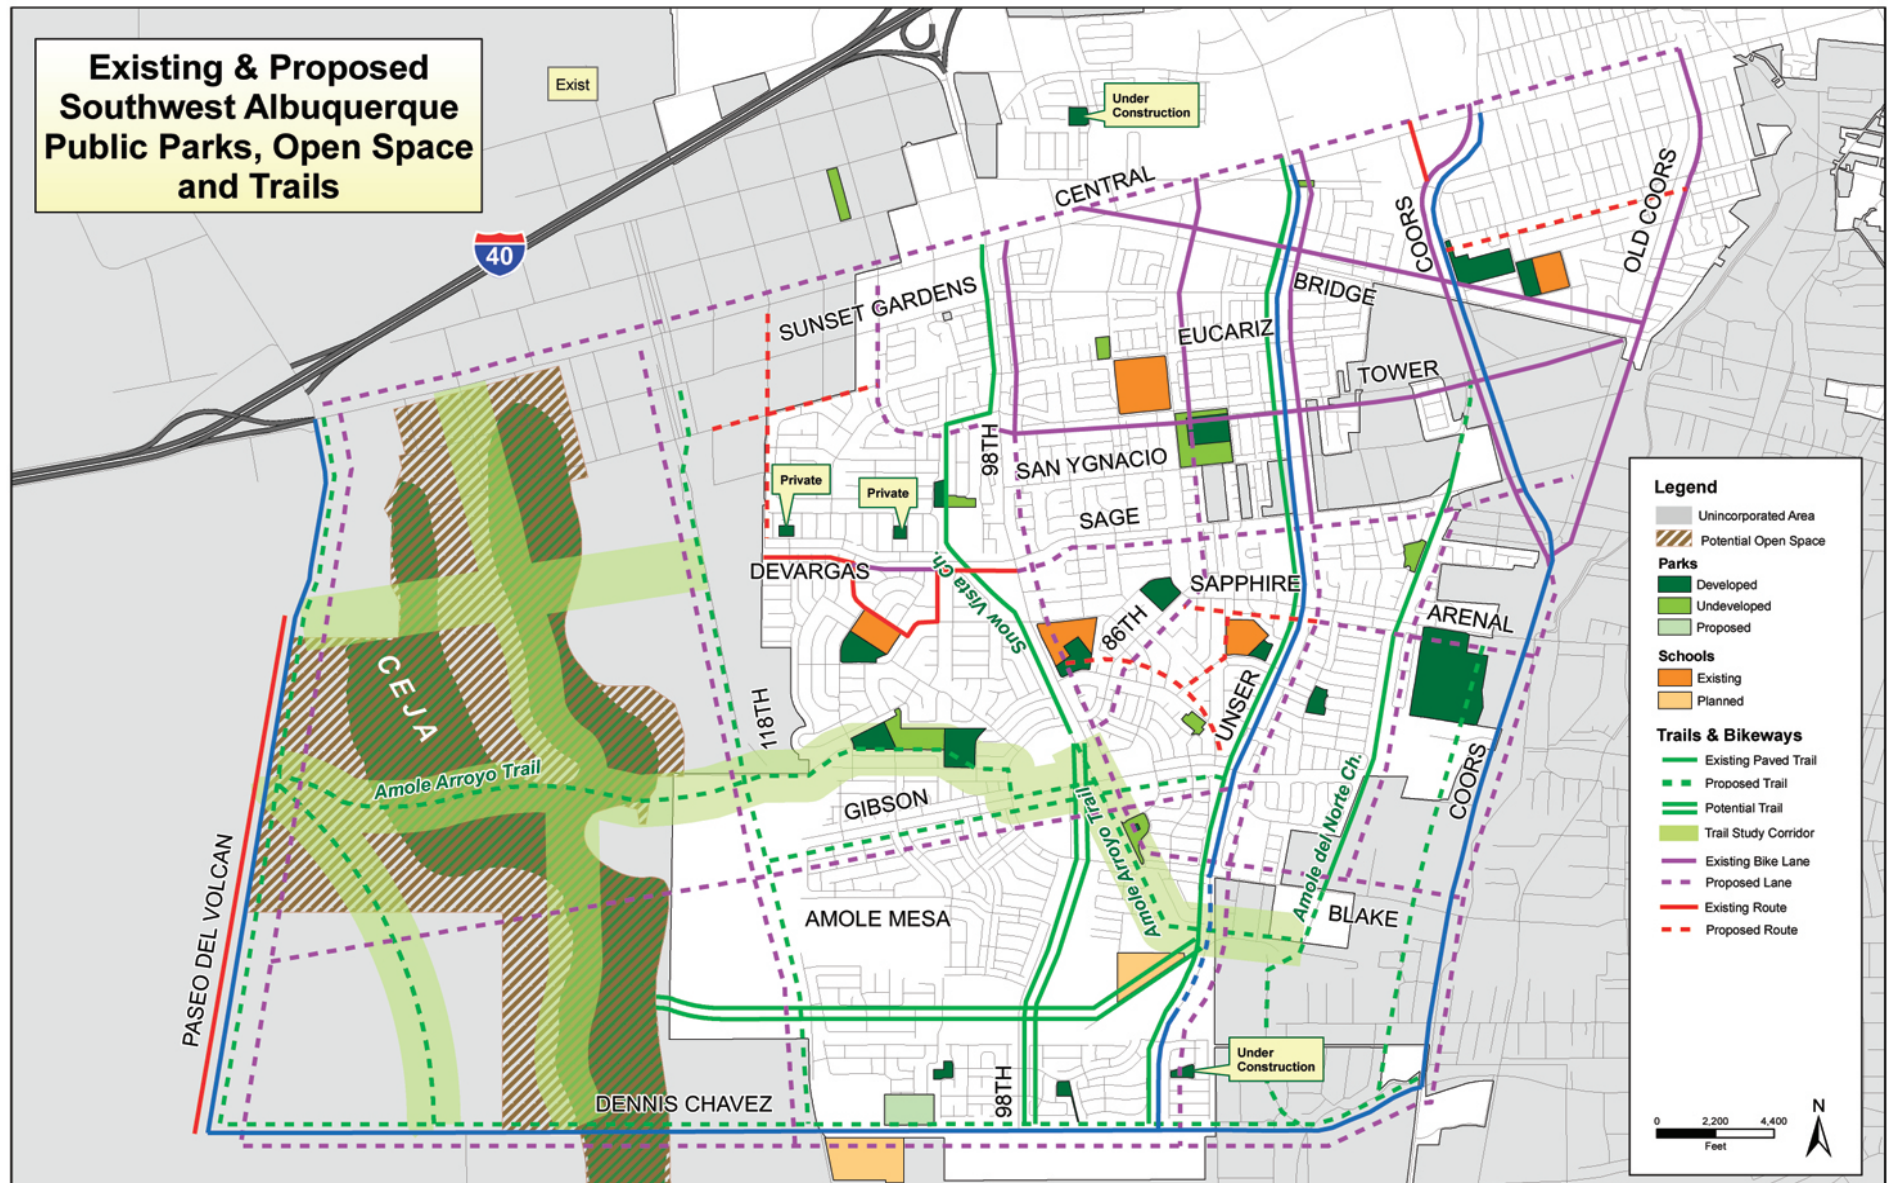 Existing & Proposed
Southwest Albuquerque
Public Parks, Open Space
and Trails
Exist
Under
Construction
40
CENTRAL
COORS
OLD COORS
SUNSET GARDENS
BRIDGE
EUCARIZ
TOWER
98TH
SAN YGNACIO
Private
Private
SAGE
DEVARGAS
Snow Vista Ch.
SAPPHIRE
86TH
ARENAL
CEJA
118TH
UNSER
Amole Arroyo Trail
GIBSON
Amole Arroyo Trail
Amole del Norte Ch.
COORS
PASEO DEL VOLCAN
AMOLE MESA
BLAKE
Under
Construction
98TH
DENNIS CHAVEZ
Legend
Unincorporated Area
Potential Open Space
Parks
Developed
Undeveloped
Proposed
Schools
Existing
Planned
Trails & Bikeways
Existing Paved Trail
Proposed Trail
Potential Trail
Trail Study Corridor
Existing Bike Lane
Proposed Lane
Existing Route
Proposed Route
0 2,200 4,400
Feet
N